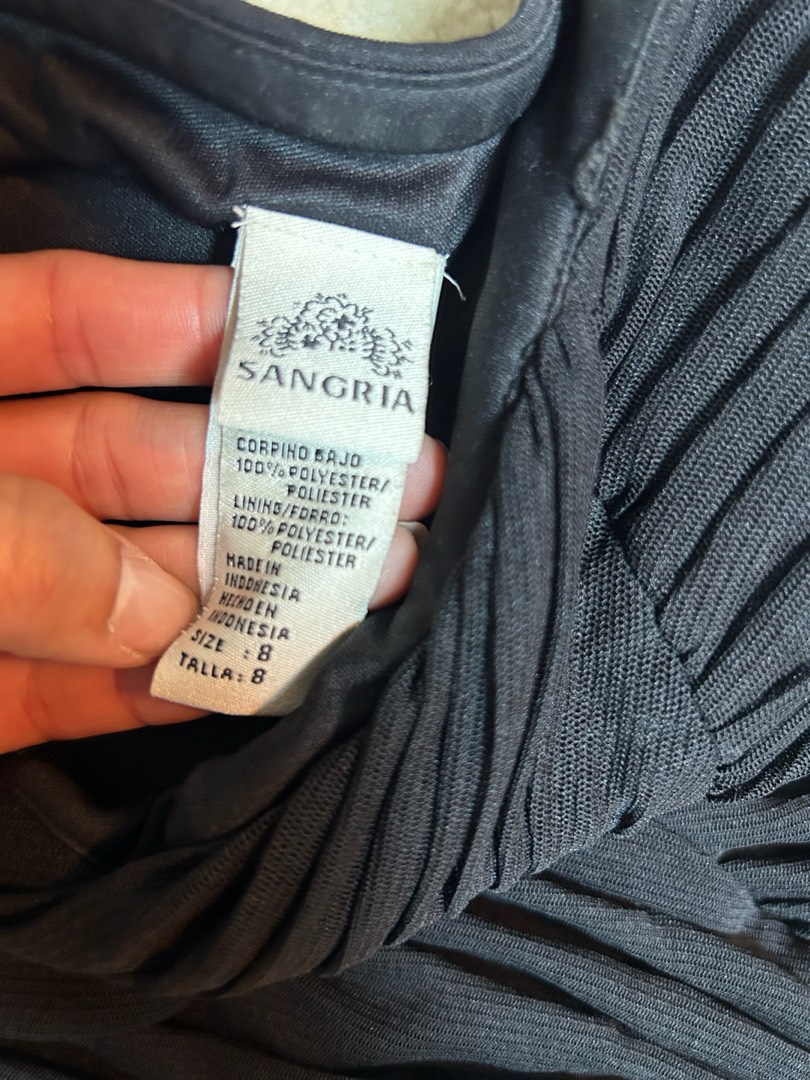 SANGRIA
CORPINO BAJO
100% POLYESTER/
POLIESTER
LINING/FORRO:
100% POLYESTER/
POLIESTER
MADE IN
INDONESIA
HECHO EN
INDONESIA
SIZE : 8
TALLA: 8